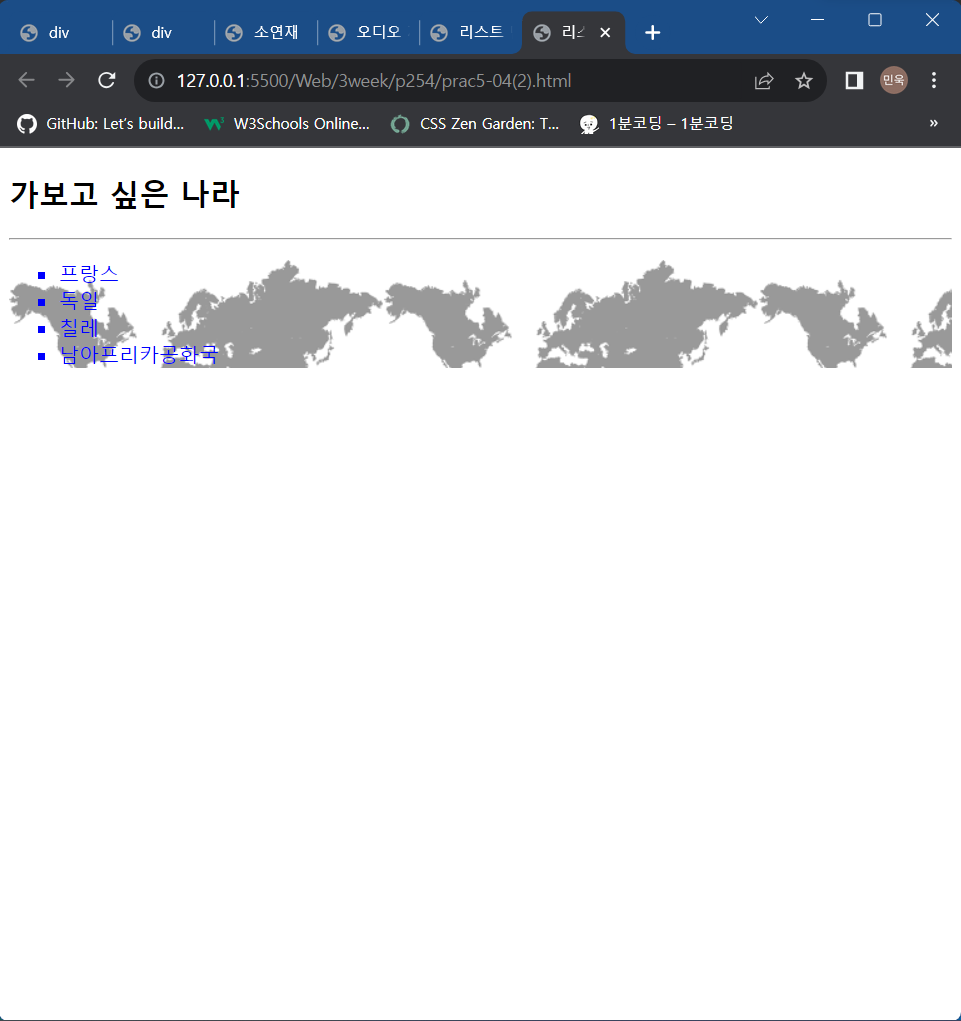 div
div
소연재
오디오
리스트
리스
127.0.0.1:5500/Web/3week/p254/prac5-04(2).html
민욱
GitHub: Let's build...
W3Schools Online...
CSS Zen Garden: T...
1분코딩 – 1분코딩
»
가보고 싶은 나라
프랑스
독일
칠레
남아프리카공화국